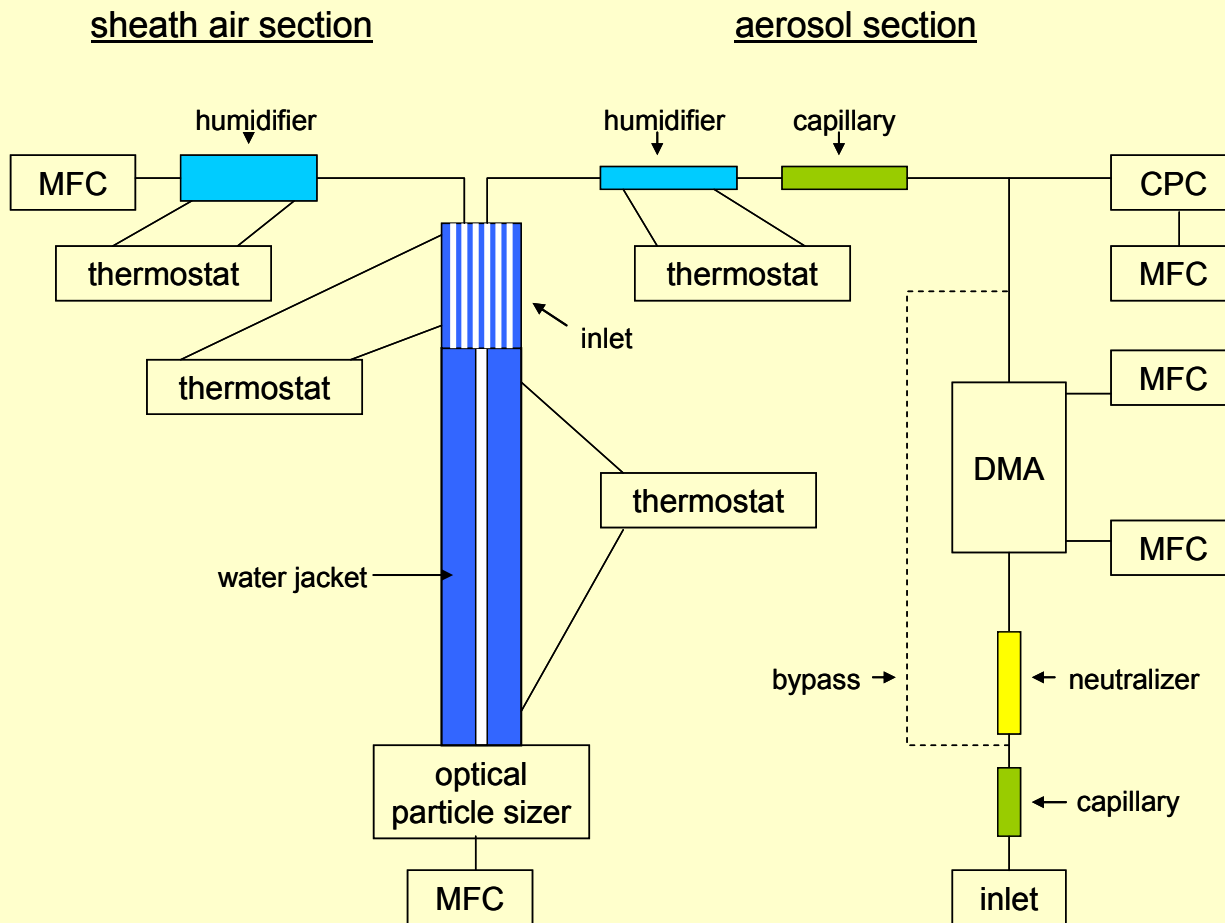 sheath air section
aerosol section
humidifier
humidifier
capillary
MFC
CPC
thermostat
thermostat
MFC
inlet
thermostat
MFC
DMA
thermostat
MFC
water jacket
bypass
neutralizer
optical
particle sizer
capillary
MFC
inlet